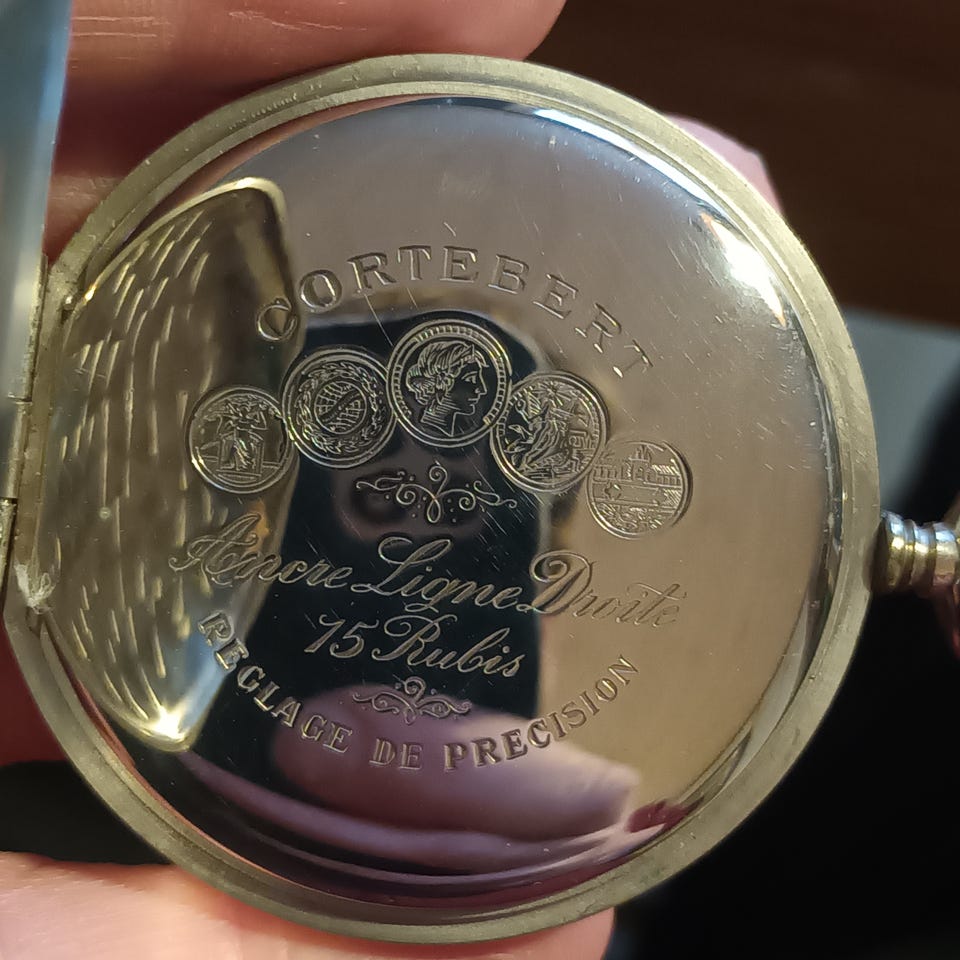 CORTEBERT
Ancre Ligne Droite
15 Rubis
REGLAGE DE PRECISION